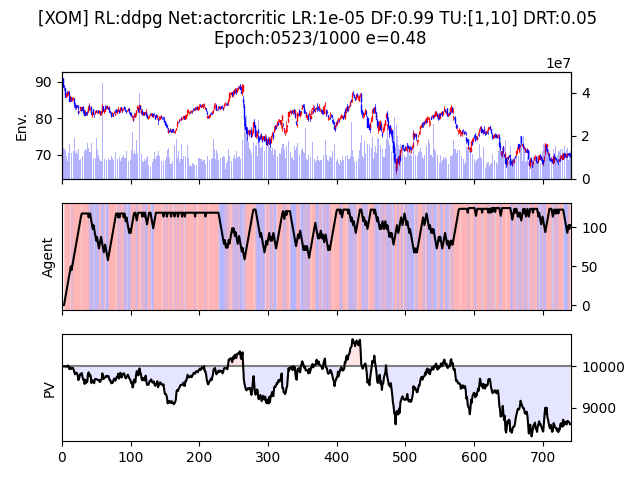 [XOM] RL:ddpg Net:actorcritic LR:1e-05 DF:0.99 TU:[1,10] DRT:0.05
Epoch:0523/1000 e=0.48
1e7
Env.
90
80
70
4
2
0
Agent
100
50
0
PV
10000
9000
0 100 200 300 400 500 600 700